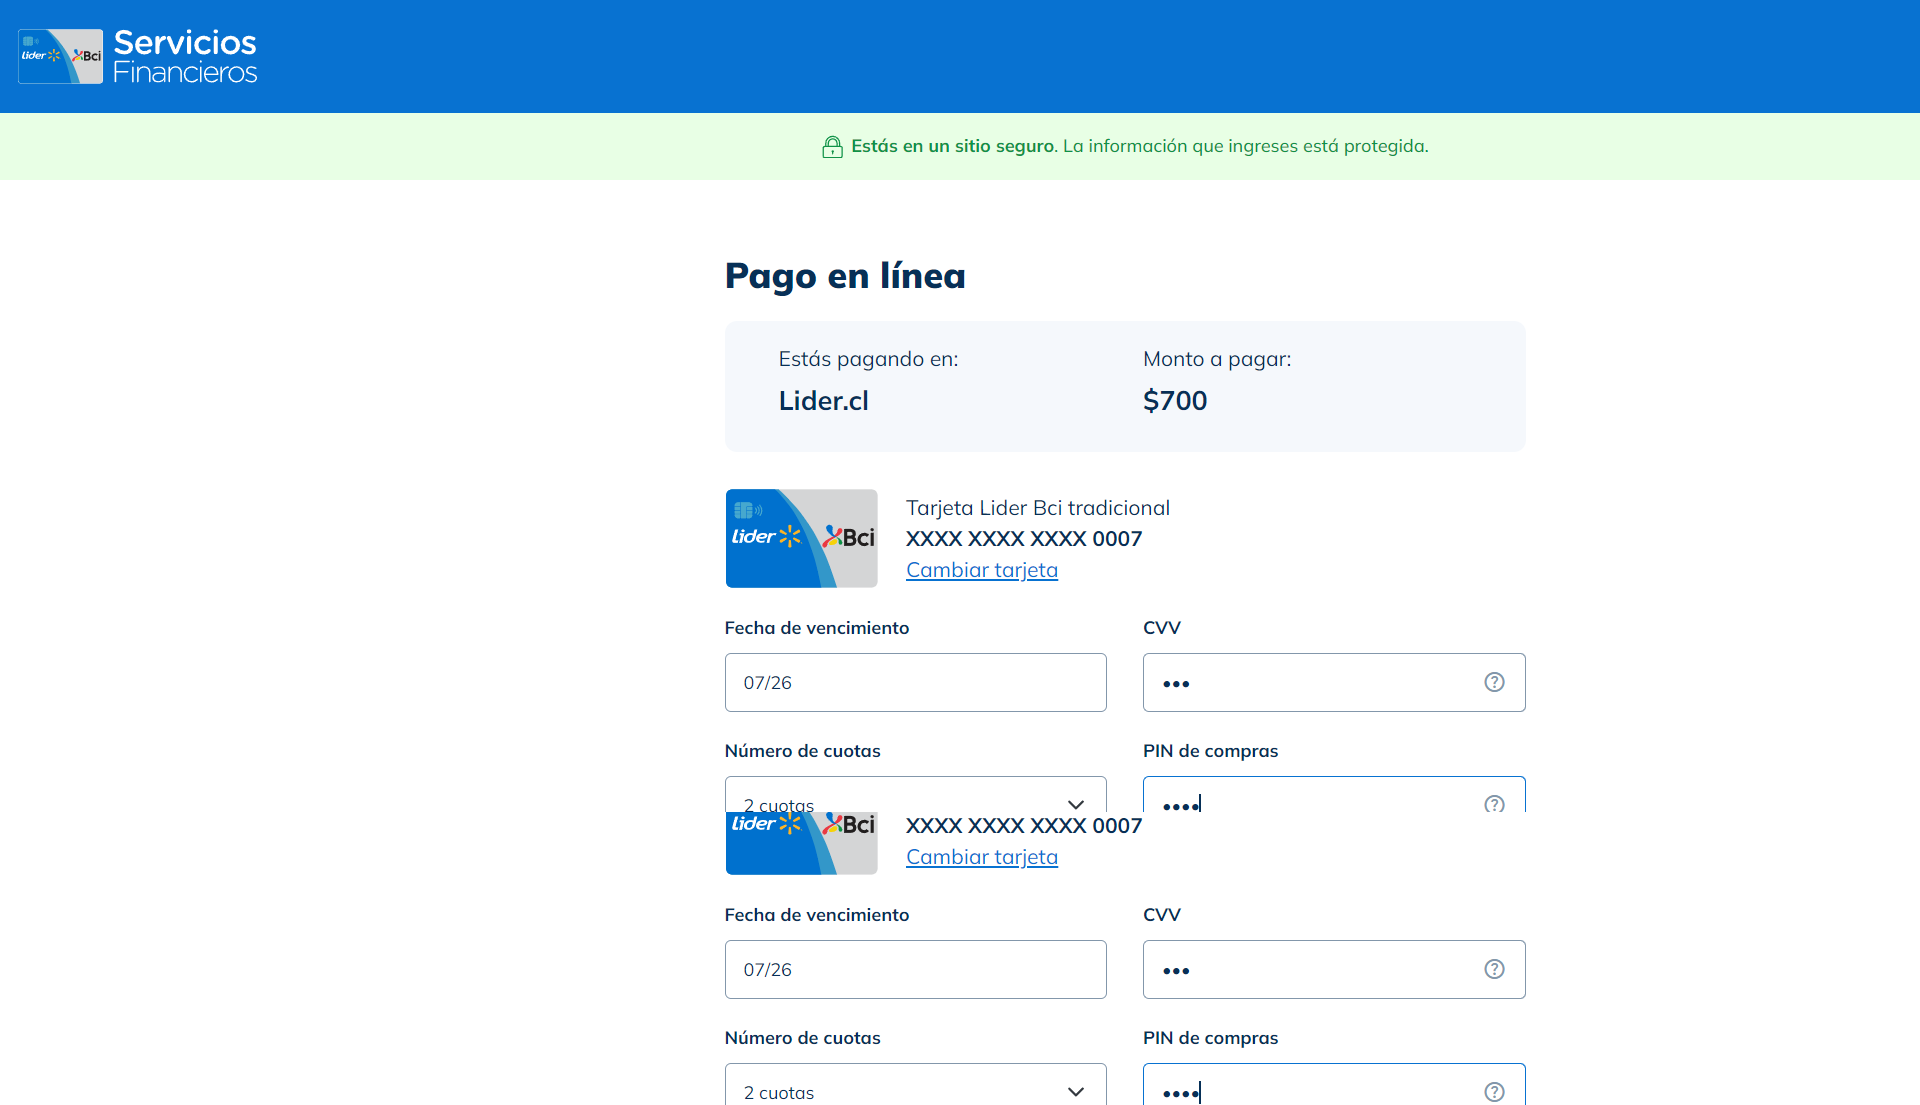 lider Bci Servicios
Financieros
Estás en un sitio seguro. La información que ingreses está protegida.
Pago en línea
Estás pagando en: Monto a pagar:
Lider.cl $700
Tarjeta Lider Bci tradicional
lider Bci XXXX XXXX XXXX 0007
Cambiar tarjeta
Fecha de vencimiento CVV
07/26 •••
Número de cuotas PIN de compras
2 cuotas ••••
lider Bci XXXX XXXX XXXX 0007
Cambiar tarjeta
Fecha de vencimiento CVV
07/26 •••
Número de cuotas PIN de compras
2 cuotas ••••